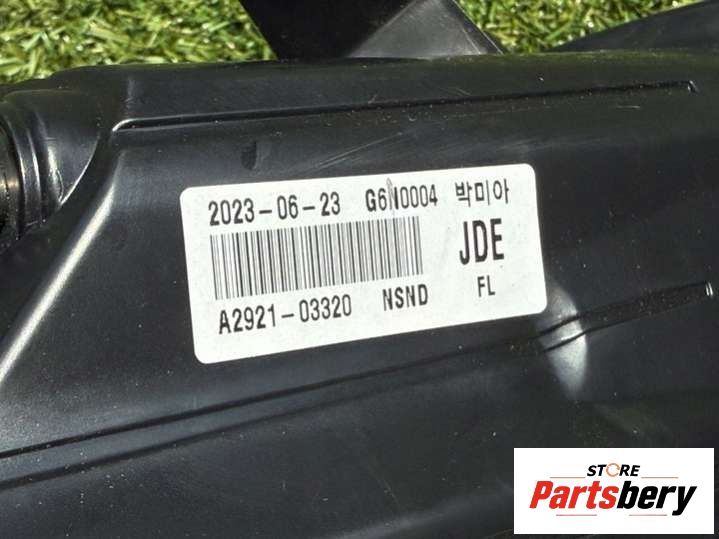 2023-06-23 G6N0004 박미아
JDE
A2921-03320 NSND FL
STORE
Partsbery